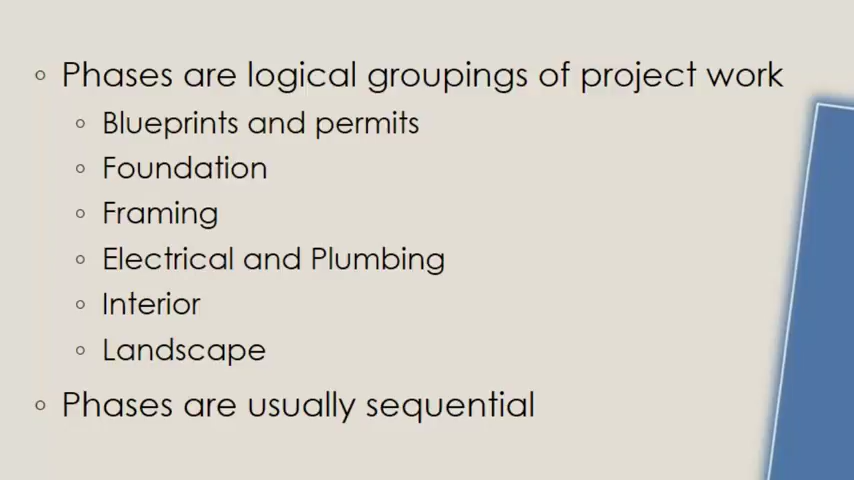 ◦ Phases are logical groupings of project work
◦ Blueprints and permits
◦ Foundation
◦ Framing
◦ Electrical and Plumbing
◦ Interior
◦ Landscape
◦ Phases are usually sequential